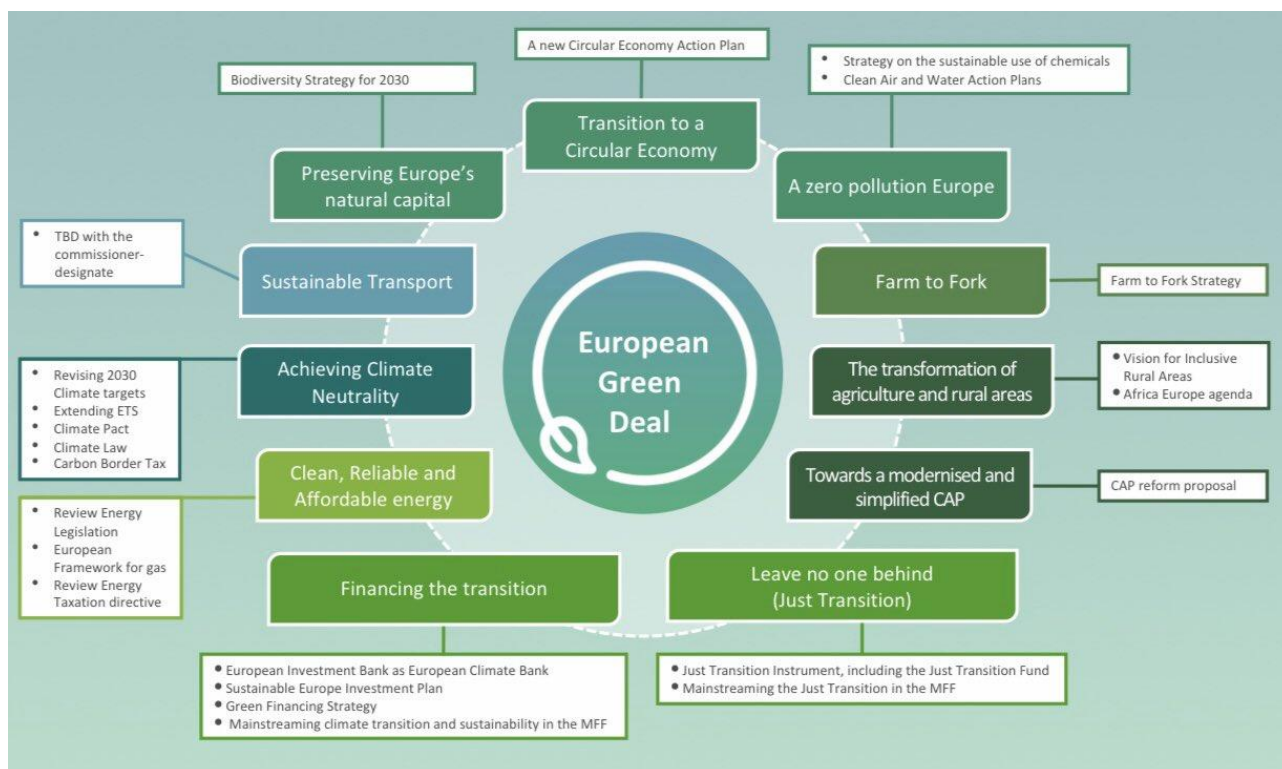 A new Circular Economy Action Plan
Biodiversity Strategy for 2030
• Strategy on the sustainable use of chemicals
• Clean Air and Water Action Plans
Transition to a
Circular Economy
Preserving Europe's
natural capital
A zero pollution Europe
• TBD with the
commissioner-
designate
Sustainable Transport
Farm to Fork
Farm to Fork Strategy
European
Green
Deal
Achieving Climate
Neutrality
• Revising 2030
Climate targets
• Extending ETS
• Climate Pact
• Climate Law
• Carbon Border Tax
The transformation of
agriculture and rural areas
• Vision for Inclusive
Rural Areas
• Africa Europe agenda
Clean, Reliable and
Affordable energy
• Review Energy
Legislation
• European
Framework for gas
• Review Energy
Taxation directive
Towards a modernised and
simplified CAP
CAP reform proposal
Financing the transition
Leave no one behind
(Just Transition)
• European Investment Bank as European Climate Bank
• Sustainable Europe Investment Plan
• Green Financing Strategy
• Mainstreaming climate transition and sustainability in the MFF
• Just Transition Instrument, including the Just Transition Fund
• Mainstreaming the Just Transition in the MFF